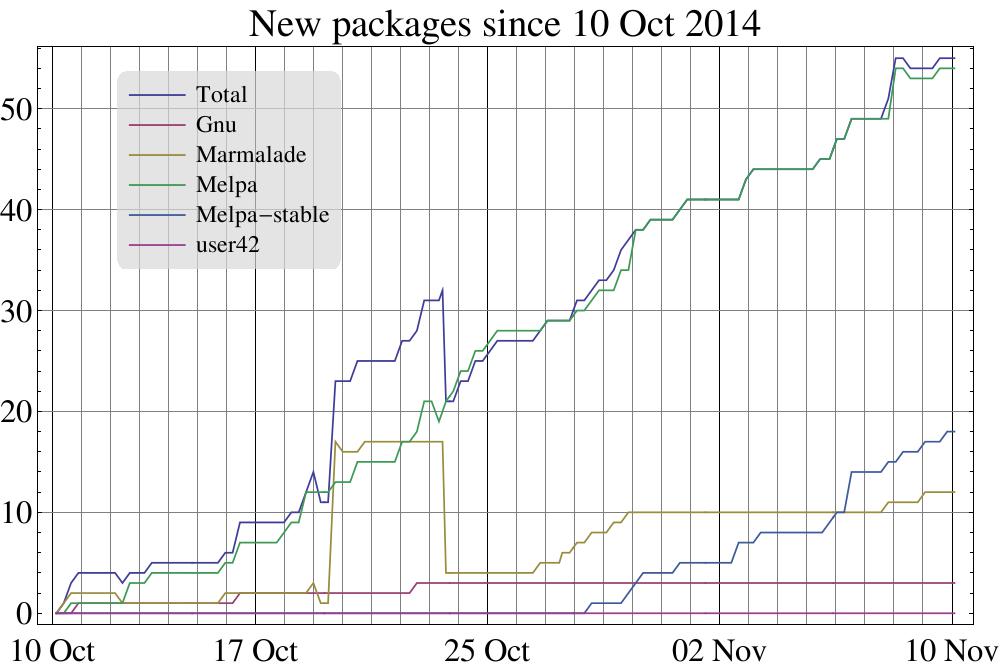 New packages since 10 Oct 2014
Total
Gnu
Marmalade
Melpa
Melpa−stable
user42
50
40
30
20
10
0
10 Oct 17 Oct 25 Oct 02 Nov 10 Nov